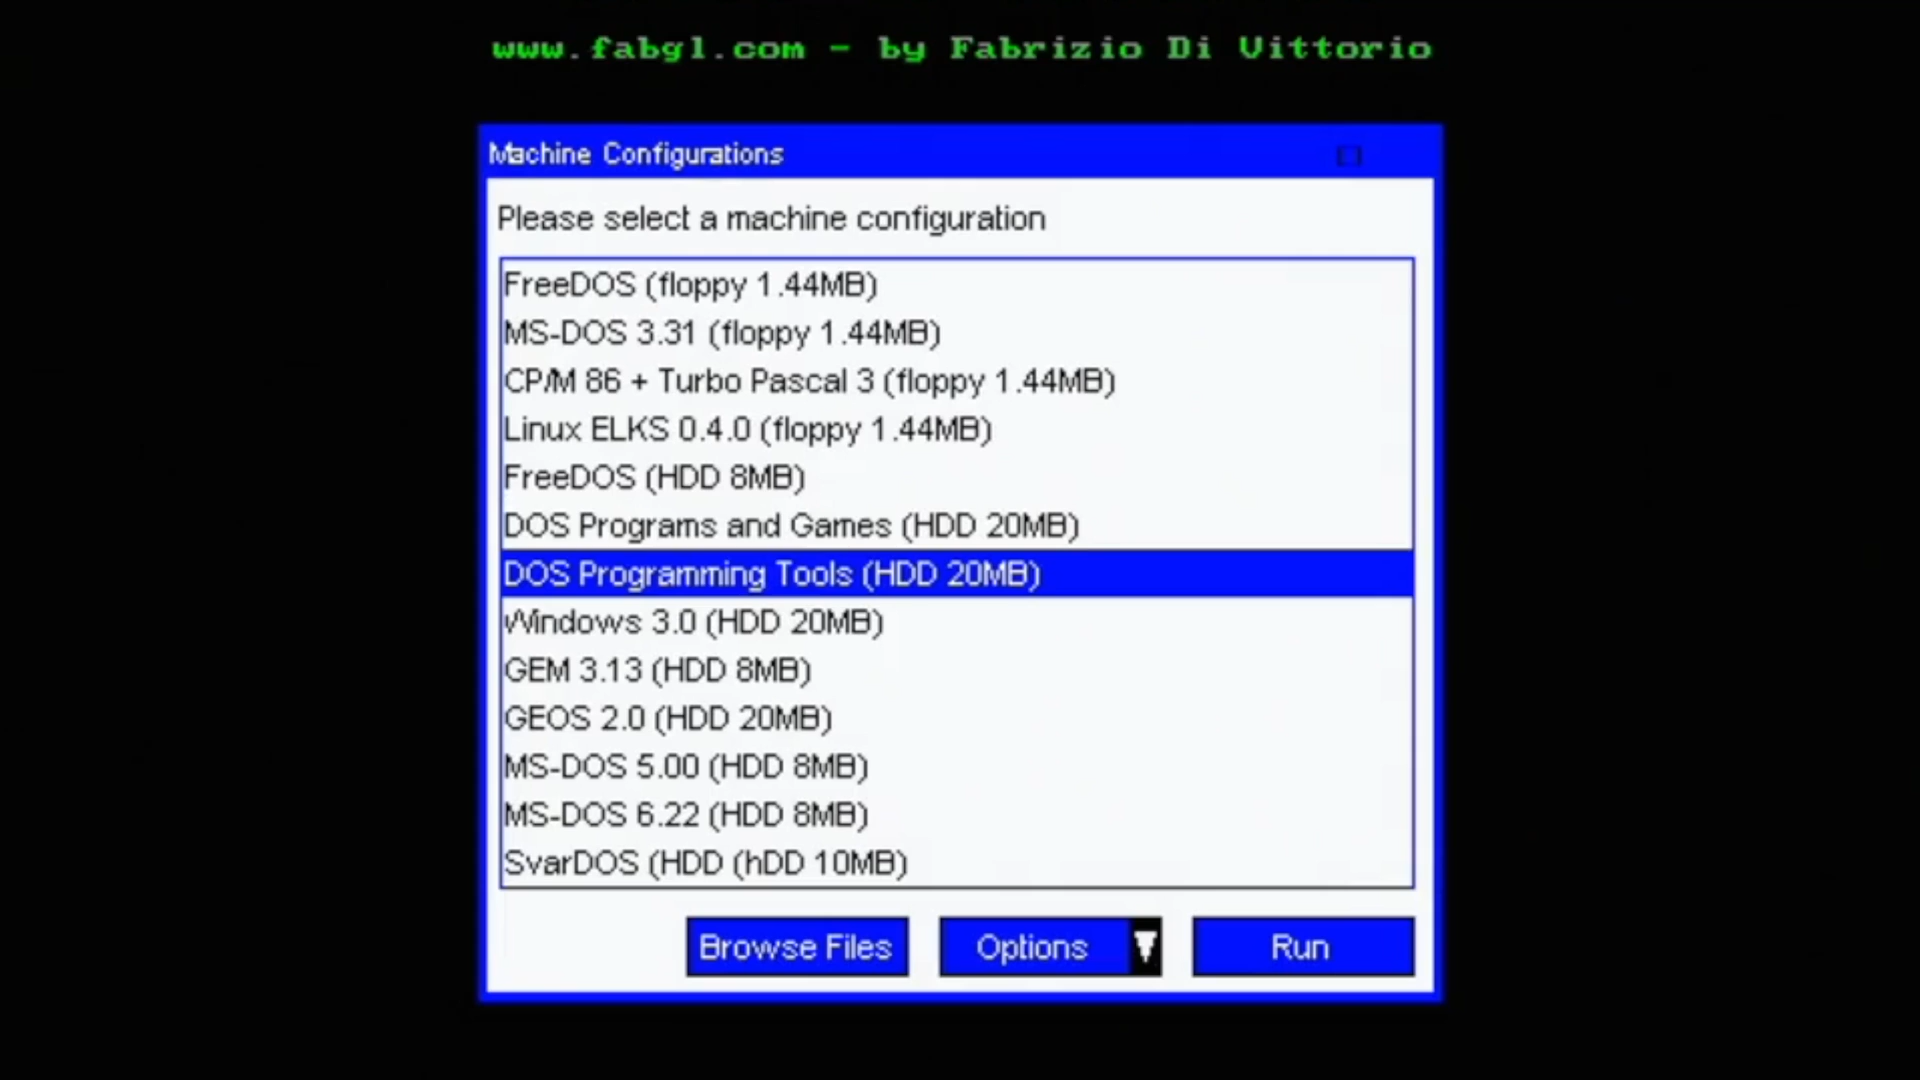 www.fabgl.com - by Fabrizio Di Vittorio
Machine Configurations
Please select a machine configuration
FreeDOS (floppy 1.44MB)
MS-DOS 3.31 (floppy 1.44MB)
CP/M 86 + Turbo Pascal 3 (floppy 1.44MB)
Linux ELKS 0.4.0 (floppy 1.44MB)
FreeDOS (HDD 8MB)
DOS Programs and Games (HDD 20MB)
DOS Programming Tools (HDD 20MB)
Windows 3.0 (HDD 20MB)
GEM 3.13 (HDD 8MB)
GEOS 2.0 (HDD 20MB)
MS-DOS 5.00 (HDD 8MB)
MS-DOS 6.22 (HDD 8MB)
SvarDOS (HDD (hDD 10MB)
Browse Files
Options
Run